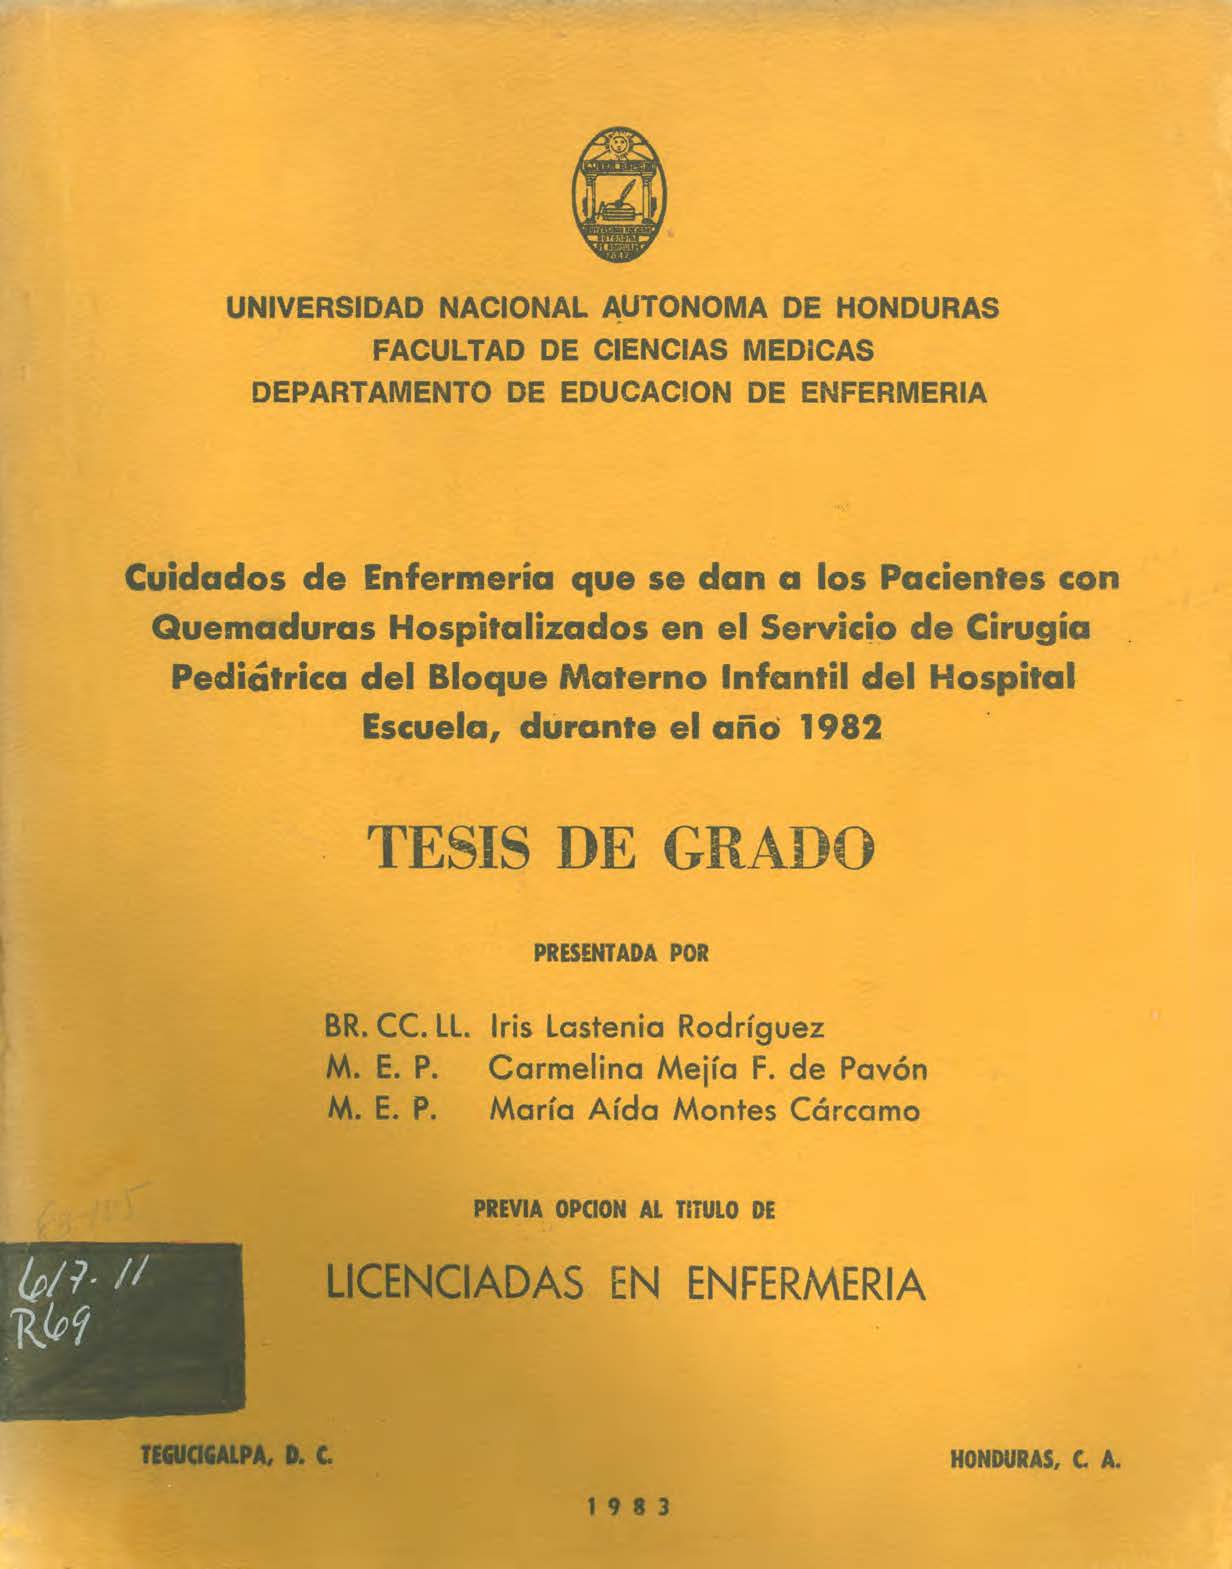 UNIVERSIDAD NACIONAL AUTONOMA DE HONDURAS
FACULTAD DE CIENCIAS MEDICAS
DEPARTAMENTO DE EDUCACION DE ENFERMERIA
Cuidados de Enfermería que se dan a los Pacientes con
Quemaduras Hospitalizados en el Servicio de Cirugía
Pediátrica del Bloque Materno Infantil del Hospital
Escuela, durante el año 1982
TESIS DE GRADO
PRESENTADA POR
BR. CC. LL. Iris Lastenia Rodríguez
M. E. P. Carmelina Mejía F. de Pavón
M. E. P. María Aída Montes Cárcamo
PREVIA OPCION AL TITULO DE
LICENCIADAS EN ENFERMERIA
617.11
R69
TEGUCIGALPA, D. C.
HONDURAS, C. A.
1983